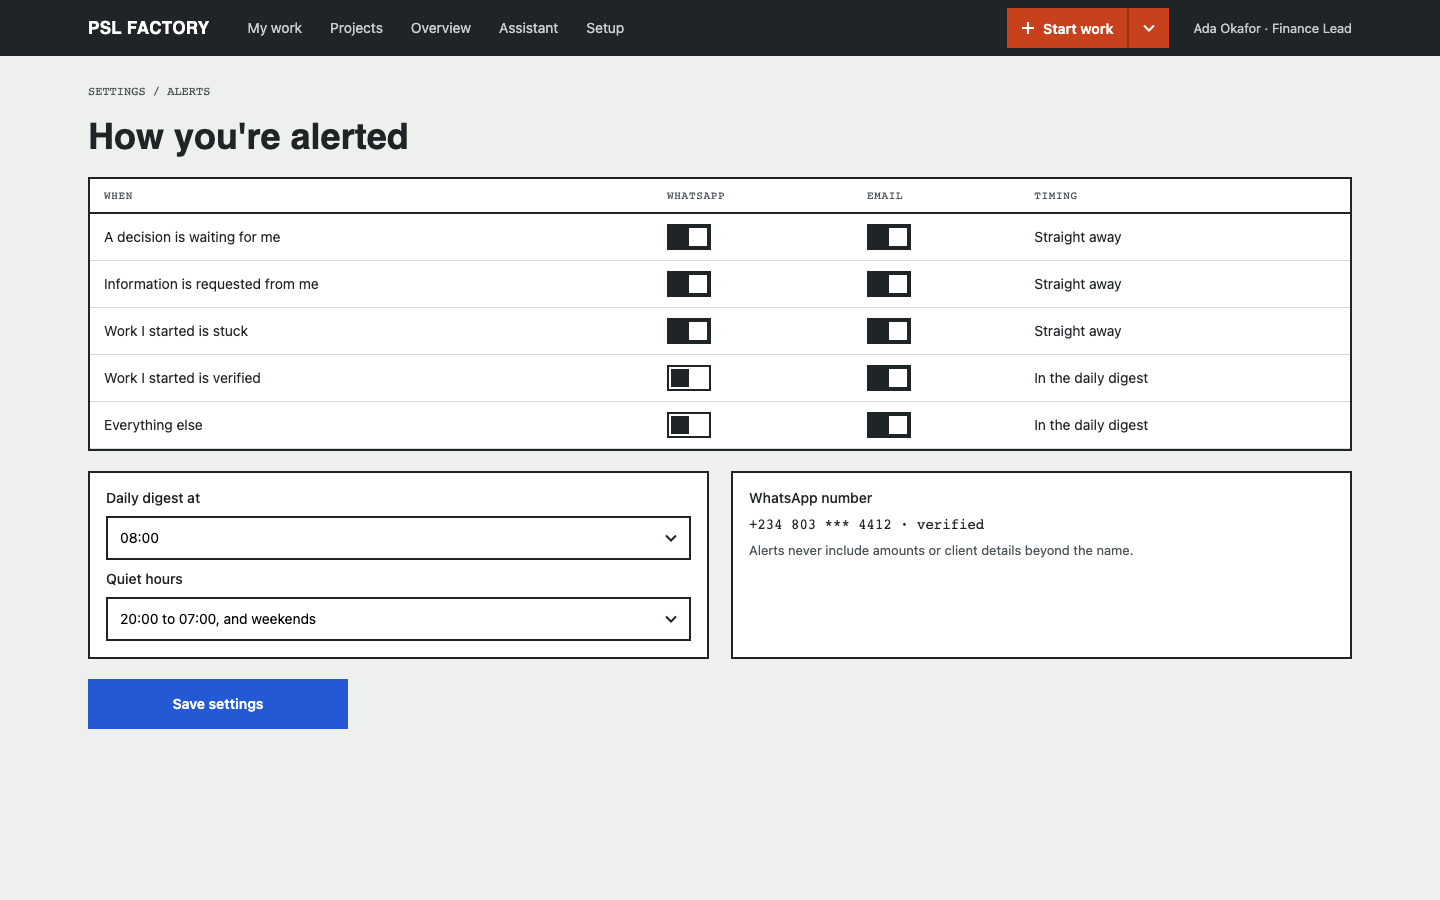 PSL FACTORY My work Projects Overview Assistant Setup + Start work Ada Okafor · Finance Lead
SETTINGS / ALERTS
How you're alerted
WHEN WHATSAPP EMAIL TIMING
A decision is waiting for me Straight away
Information is requested from me Straight away
Work I started is stuck Straight away
Work I started is verified In the daily digest
Everything else In the daily digest
Daily digest at
08:00
Quiet hours
20:00 to 07:00, and weekends
WhatsApp number
+234 803 *** 4412 · verified
Alerts never include amounts or client details beyond the name.
Save settings